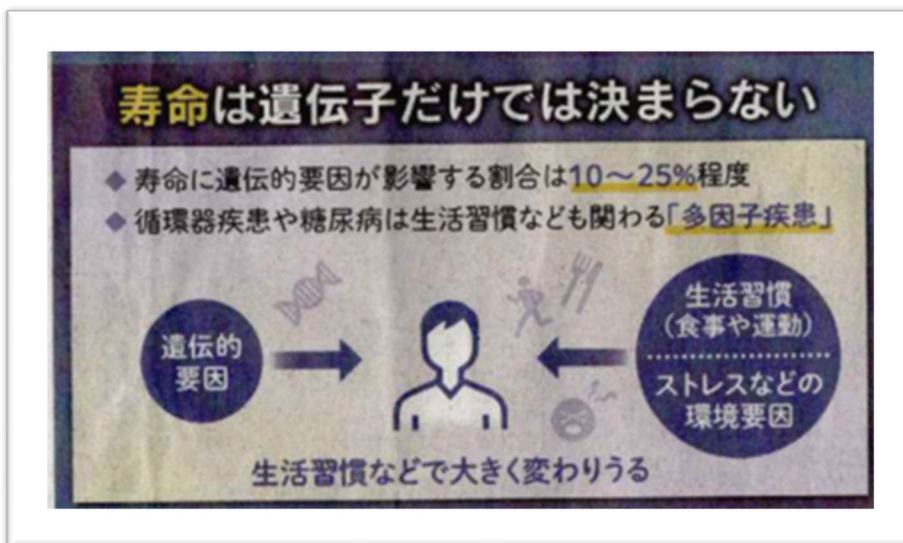 寿命は遺伝子だけでは決まらない
◆ 寿命に遺伝的要因が影響する割合は10～25%程度
◆ 循環器疾患や糖尿病は生活習慣なども関わる「多因子疾患」
遺伝的
要因
生活習慣
(食事や運動)
ストレスなどの
環境要因
生活習慣などで大きく変わりうる